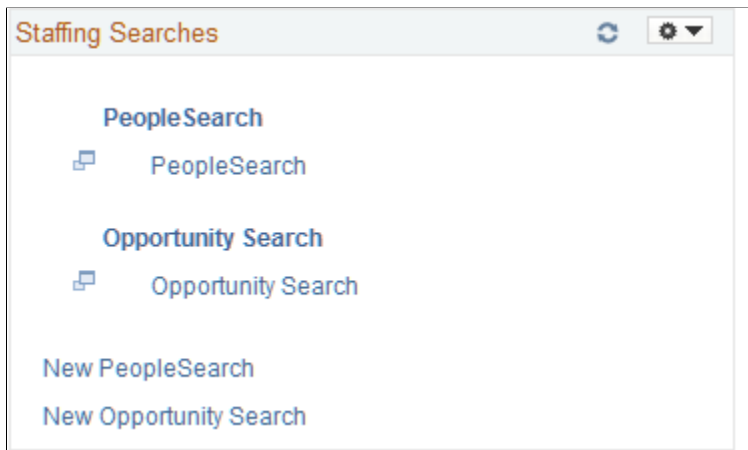 Staffing Searches
PeopleSearch
PeopleSearch
Opportunity Search
Opportunity Search
New PeopleSearch
New Opportunity Search